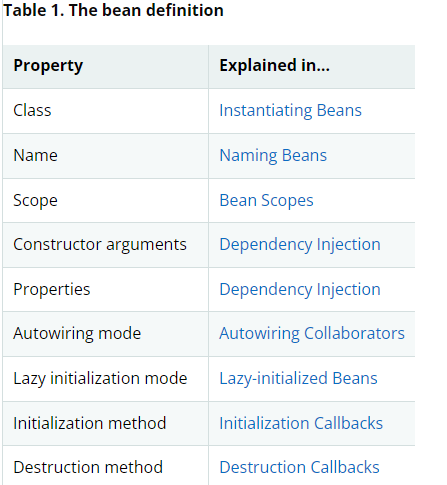 Table 1. The bean definition
Property Explained in...
Class Instantiating Beans
Name Naming Beans
Scope Bean Scopes
Constructor arguments Dependency Injection
Properties Dependency Injection
Autowiring mode Autowiring Collaborators
Lazy initialization mode Lazy-initialized Beans
Initialization method Initialization Callbacks
Destruction method Destruction Callbacks